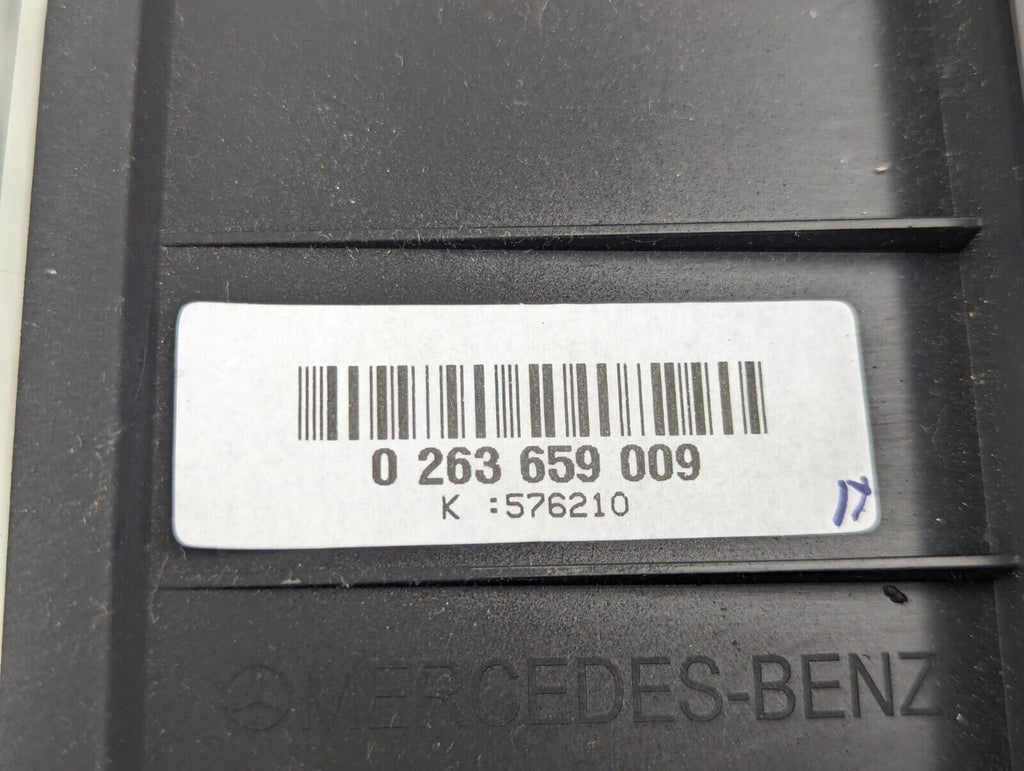 0 263 659 009
K :576210
17
MERCEDES-BENZ